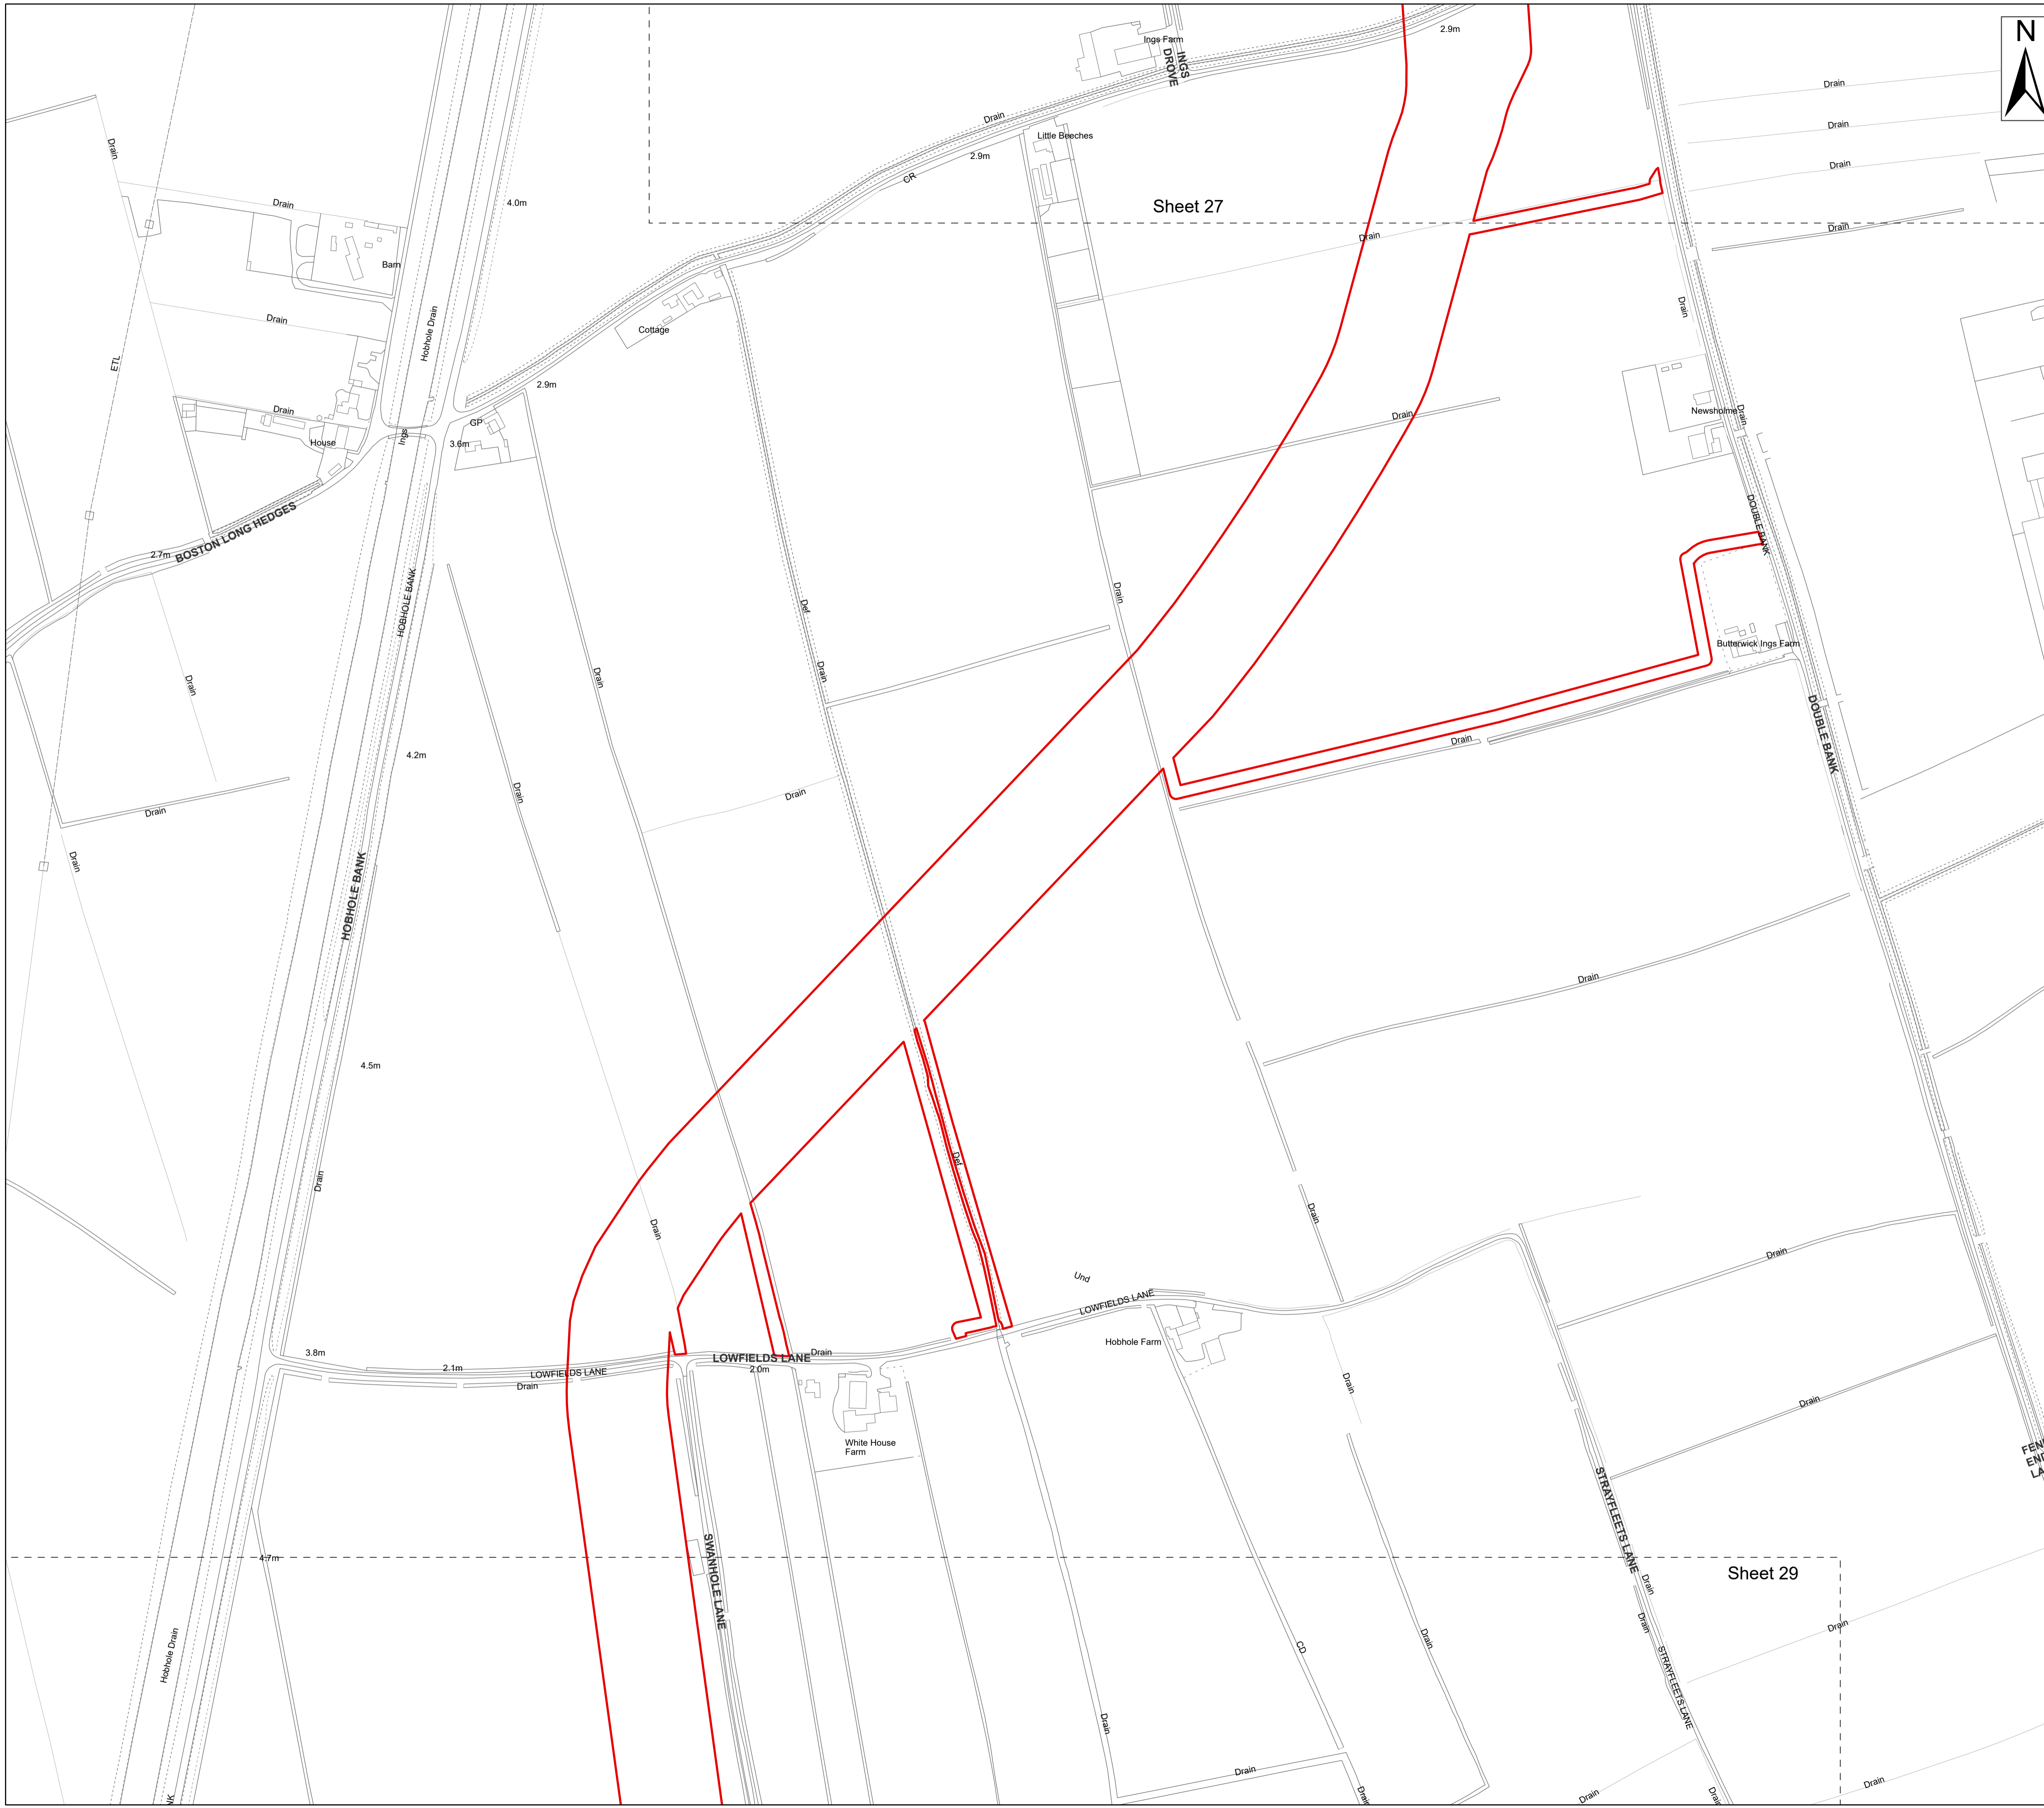 Ings Farm
INGS
DROVE
2.9m
N
Drain
Drain
Drain
Little Beeches
2.9m
Drain
Drain
CR
Sheet 27
Drain
4.0m
Drain
Drain
Barn
Drain
Drain
Hobhole Drain
Cottage
ETL
2.9m
Drain
GP
Ings
House
3.6m
Drain
Newsholme
Drain
BOSTON LONG HEDGES
2.7m
DOUBLE BANK
HOBHOLE BANK
Def
Drain
Butterwick Ings Farm
Drain
Drain
Drain
DOUBLE BANK
Drain
4.2m
Drain
Drain
Drain
Drain
HOBHOLE BANK
Drain
4.5m
Def
Drain
Drain
Drain
Drain
Und
LOWFIELDS LANE
Hobhole Farm
3.8m
2.1m
LOWFIELDS LANE
Drain
LOWFIELDS LANE
2.0m
Drain
Drain
Drain
White House
Farm
STRAYFLEETS LANE
SWANHOLE LANE
4.7m
Sheet 29
Drain
Drain
Drain
Drain
CD
Hobhole Drain
STRAYFLEETS LANE
Drain
Drain
Drain
Drain
Drain
Drain